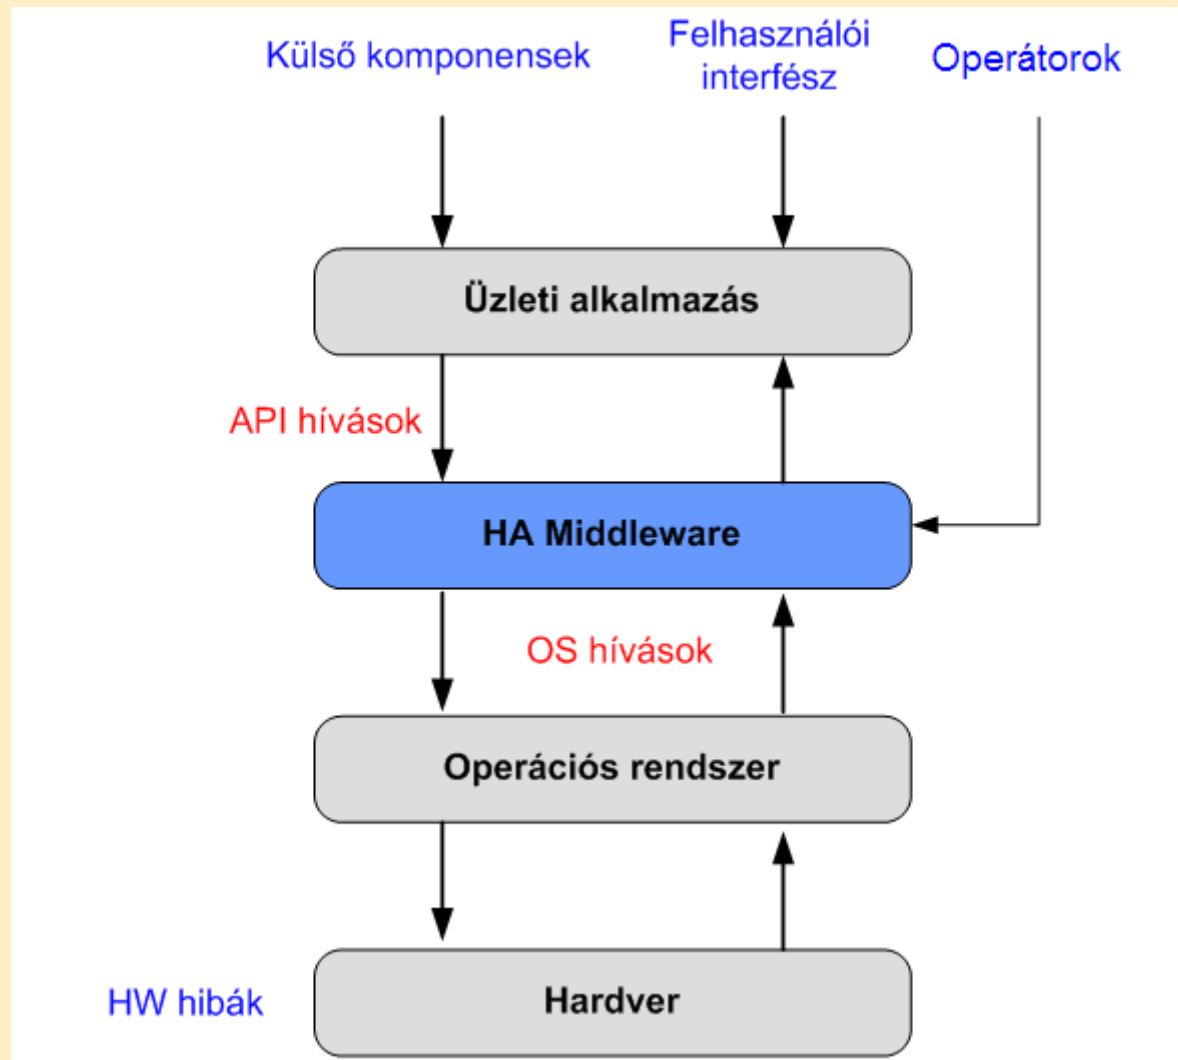 Külső komponensek
Felhasználói
interfész
Operátorok
Üzleti alkalmazás
API hívások
HA Middleware
OS hívások
Operációs rendszer
HW hibák
Hardver